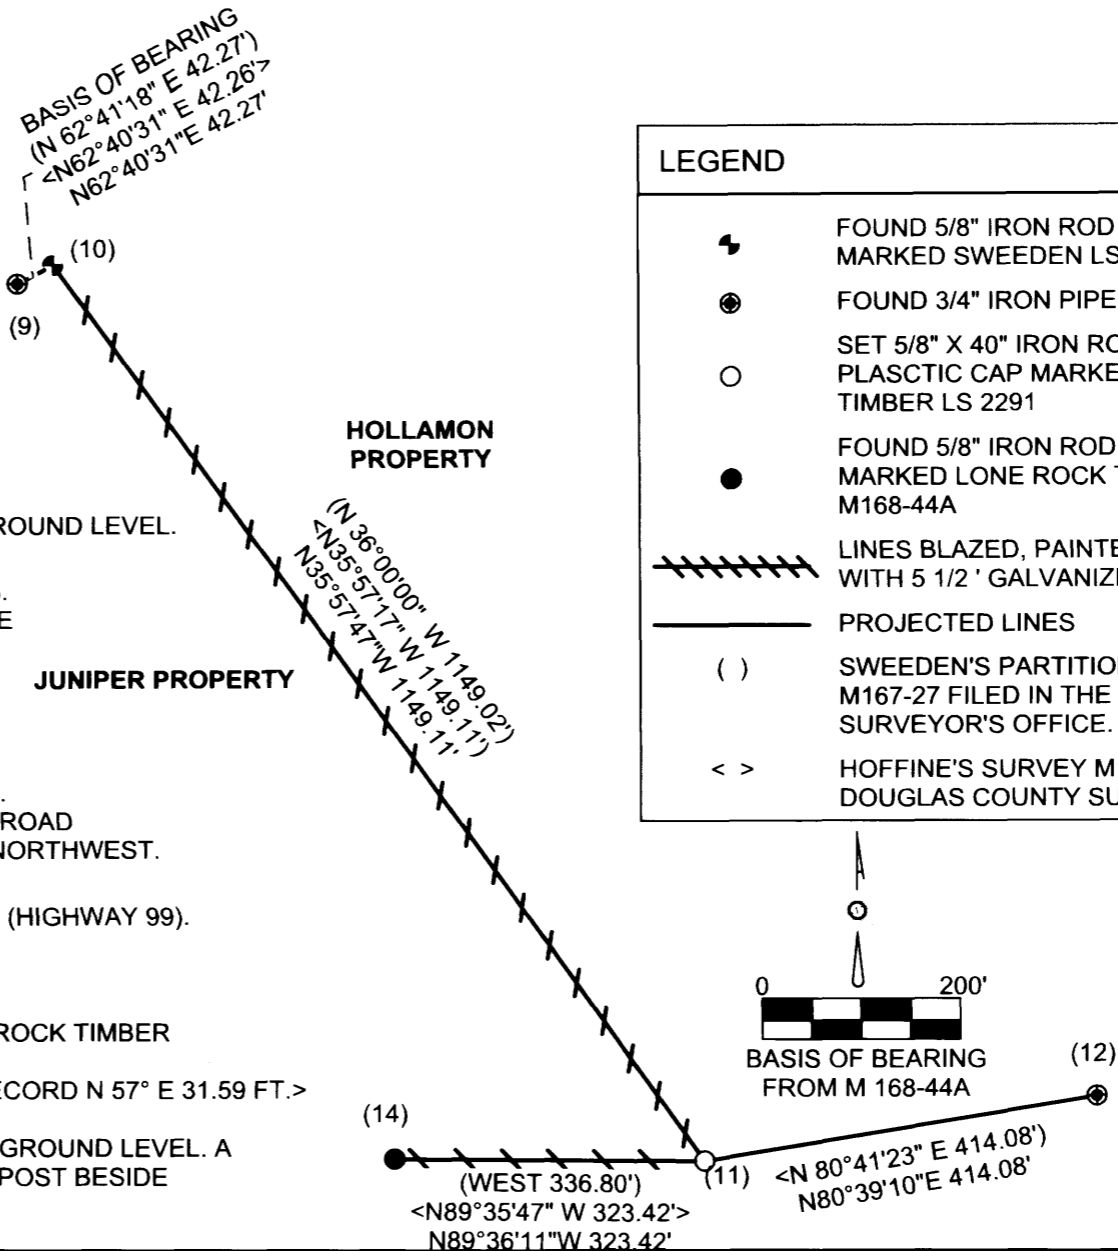 BASIS OF BEARING
(N 62°41'18" E 42.27')
<N62°40'31" E 42.26'>
N62°40'31"E 42.27'
(10)
(9)
HOLLAMON
PROPERTY
ROUND LEVEL.
E
JUNIPER PROPERTY
(N 36°00'00" W 1149.02')
<N35°57'17" W 1149.11')
N35°57'47"W 1149.11'
ROAD
NORTHWEST.
(HIGHWAY 99).
ROCK TIMBER
ECORD N 57° E 31.59 FT.>
GROUND LEVEL. A
POST BESIDE
LEGEND
FOUND 5/8" IRON ROD
MARKED SWEEDEN LS
FOUND 3/4" IRON PIPE
SET 5/8" X 40" IRON RO
PLASCTIC CAP MARKE
TIMBER LS 2291
FOUND 5/8" IRON ROD
MARKED LONE ROCK T
M168-44A
LINES BLAZED, PAINTE
WITH 5 1/2 ' GALVANIZ
PROJECTED LINES
( ) SWEEDEN'S PARTITIO
M167-27 FILED IN THE
SURVEYOR'S OFFICE.
< > HOFFINE'S SURVEY M
DOUGLAS COUNTY SU
0 200'
BASIS OF BEARING
FROM M 168-44A
(12)
(14)
(11)
(WEST 336.80')
<N89°35'47" W 323.42'>
N89°36'11"W 323.42'
<N 80°41'23" E 414.08')
N80°39'10"E 414.08'